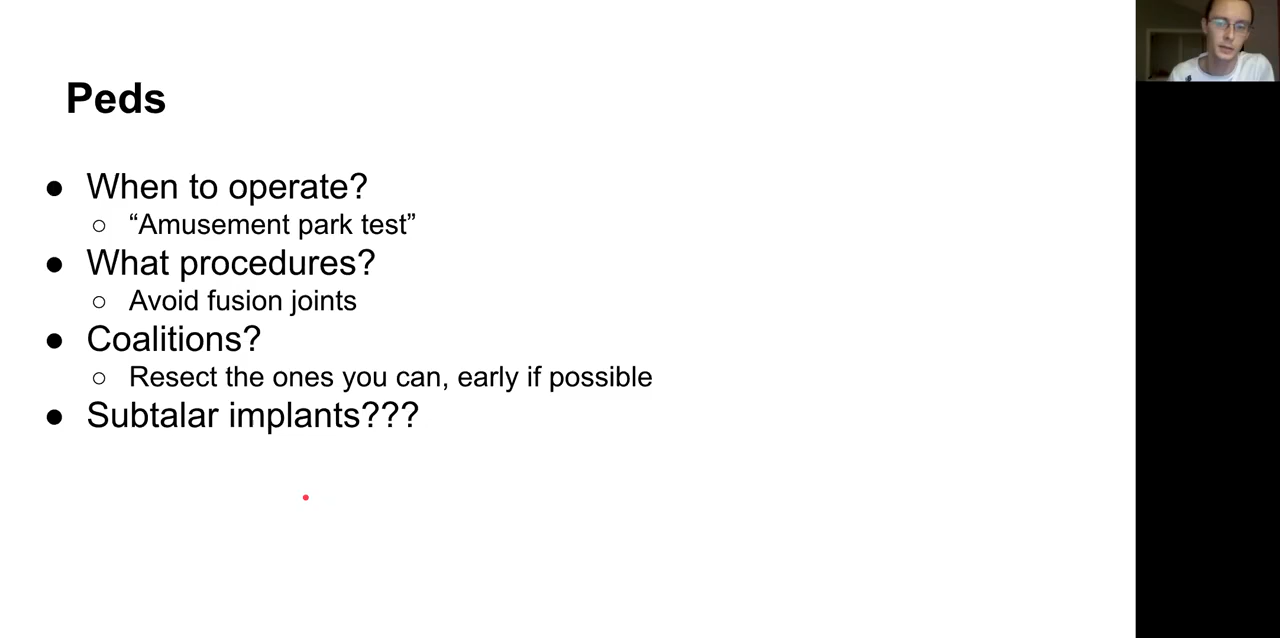 Peds
● When to operate?
○ “Amusement park test”
● What procedures?
○ Avoid fusion joints
● Coalitions?
○ Resect the ones you can, early if possible
● Subtalar implants???